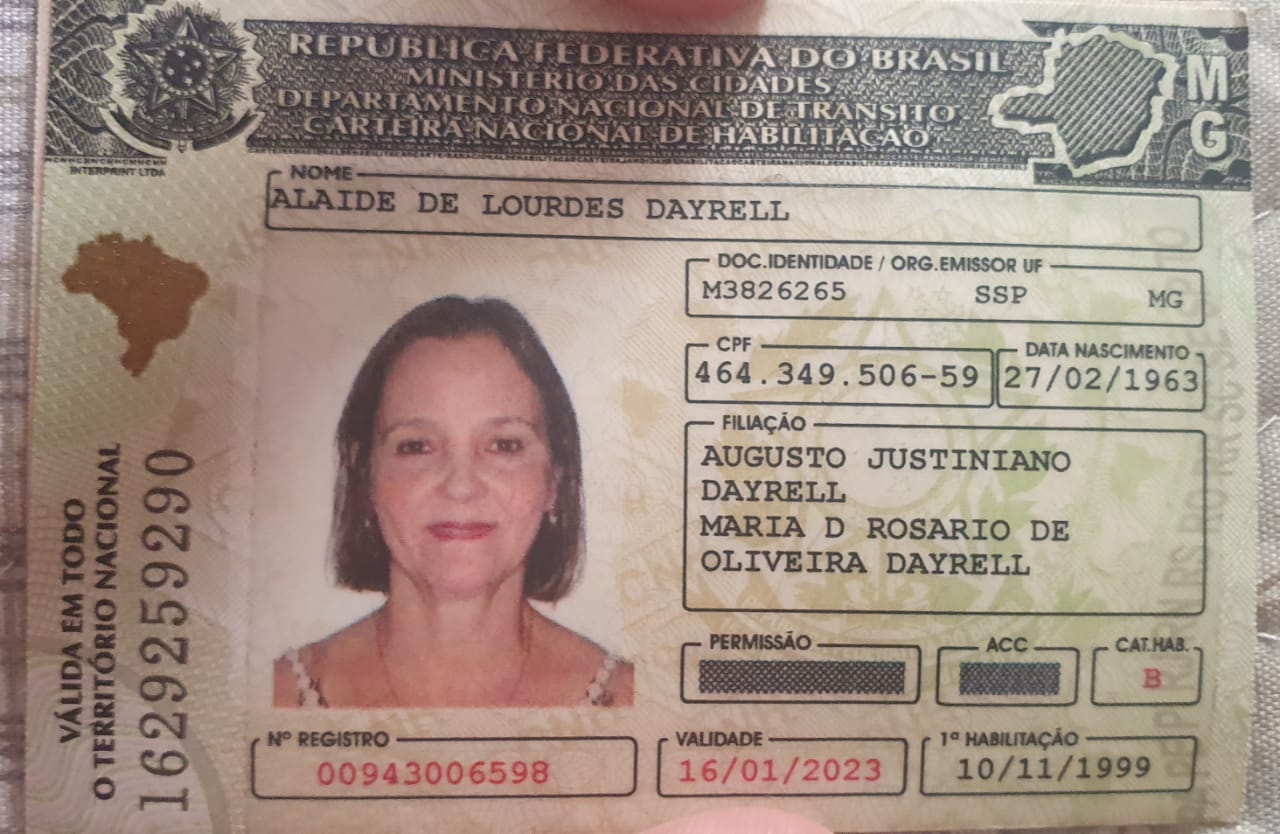 REPÚBLICA FEDERATIVA DO BRASIL
MINISTÉRIO DAS CIDADES
DEPARTAMENTO NACIONAL DE TRÂNSITO
CARTEIRA NACIONAL DE HABILITAÇÃO
MG
INTERPRINT LTDA
NOME
ALAIDE DE LOURDES DAYRELL
DOC.IDENTIDADE / ORG.EMISSOR UF
M3826265 SSP MG
CPF
464.349.506-59
DATA NASCIMENTO
27/02/1963
FILIAÇÃO
AUGUSTO JUSTINIANO
DAYRELL
MARIA D ROSARIO DE
OLIVEIRA DAYRELL
PERMISSÃO
ACC
CAT.HAB.
B
Nº REGISTRO
00943006598
VALIDADE
16/01/2023
1ª HABILITAÇÃO
10/11/1999
VÁLIDA EM TODO
O TERRITÓRIO NACIONAL
1629259290